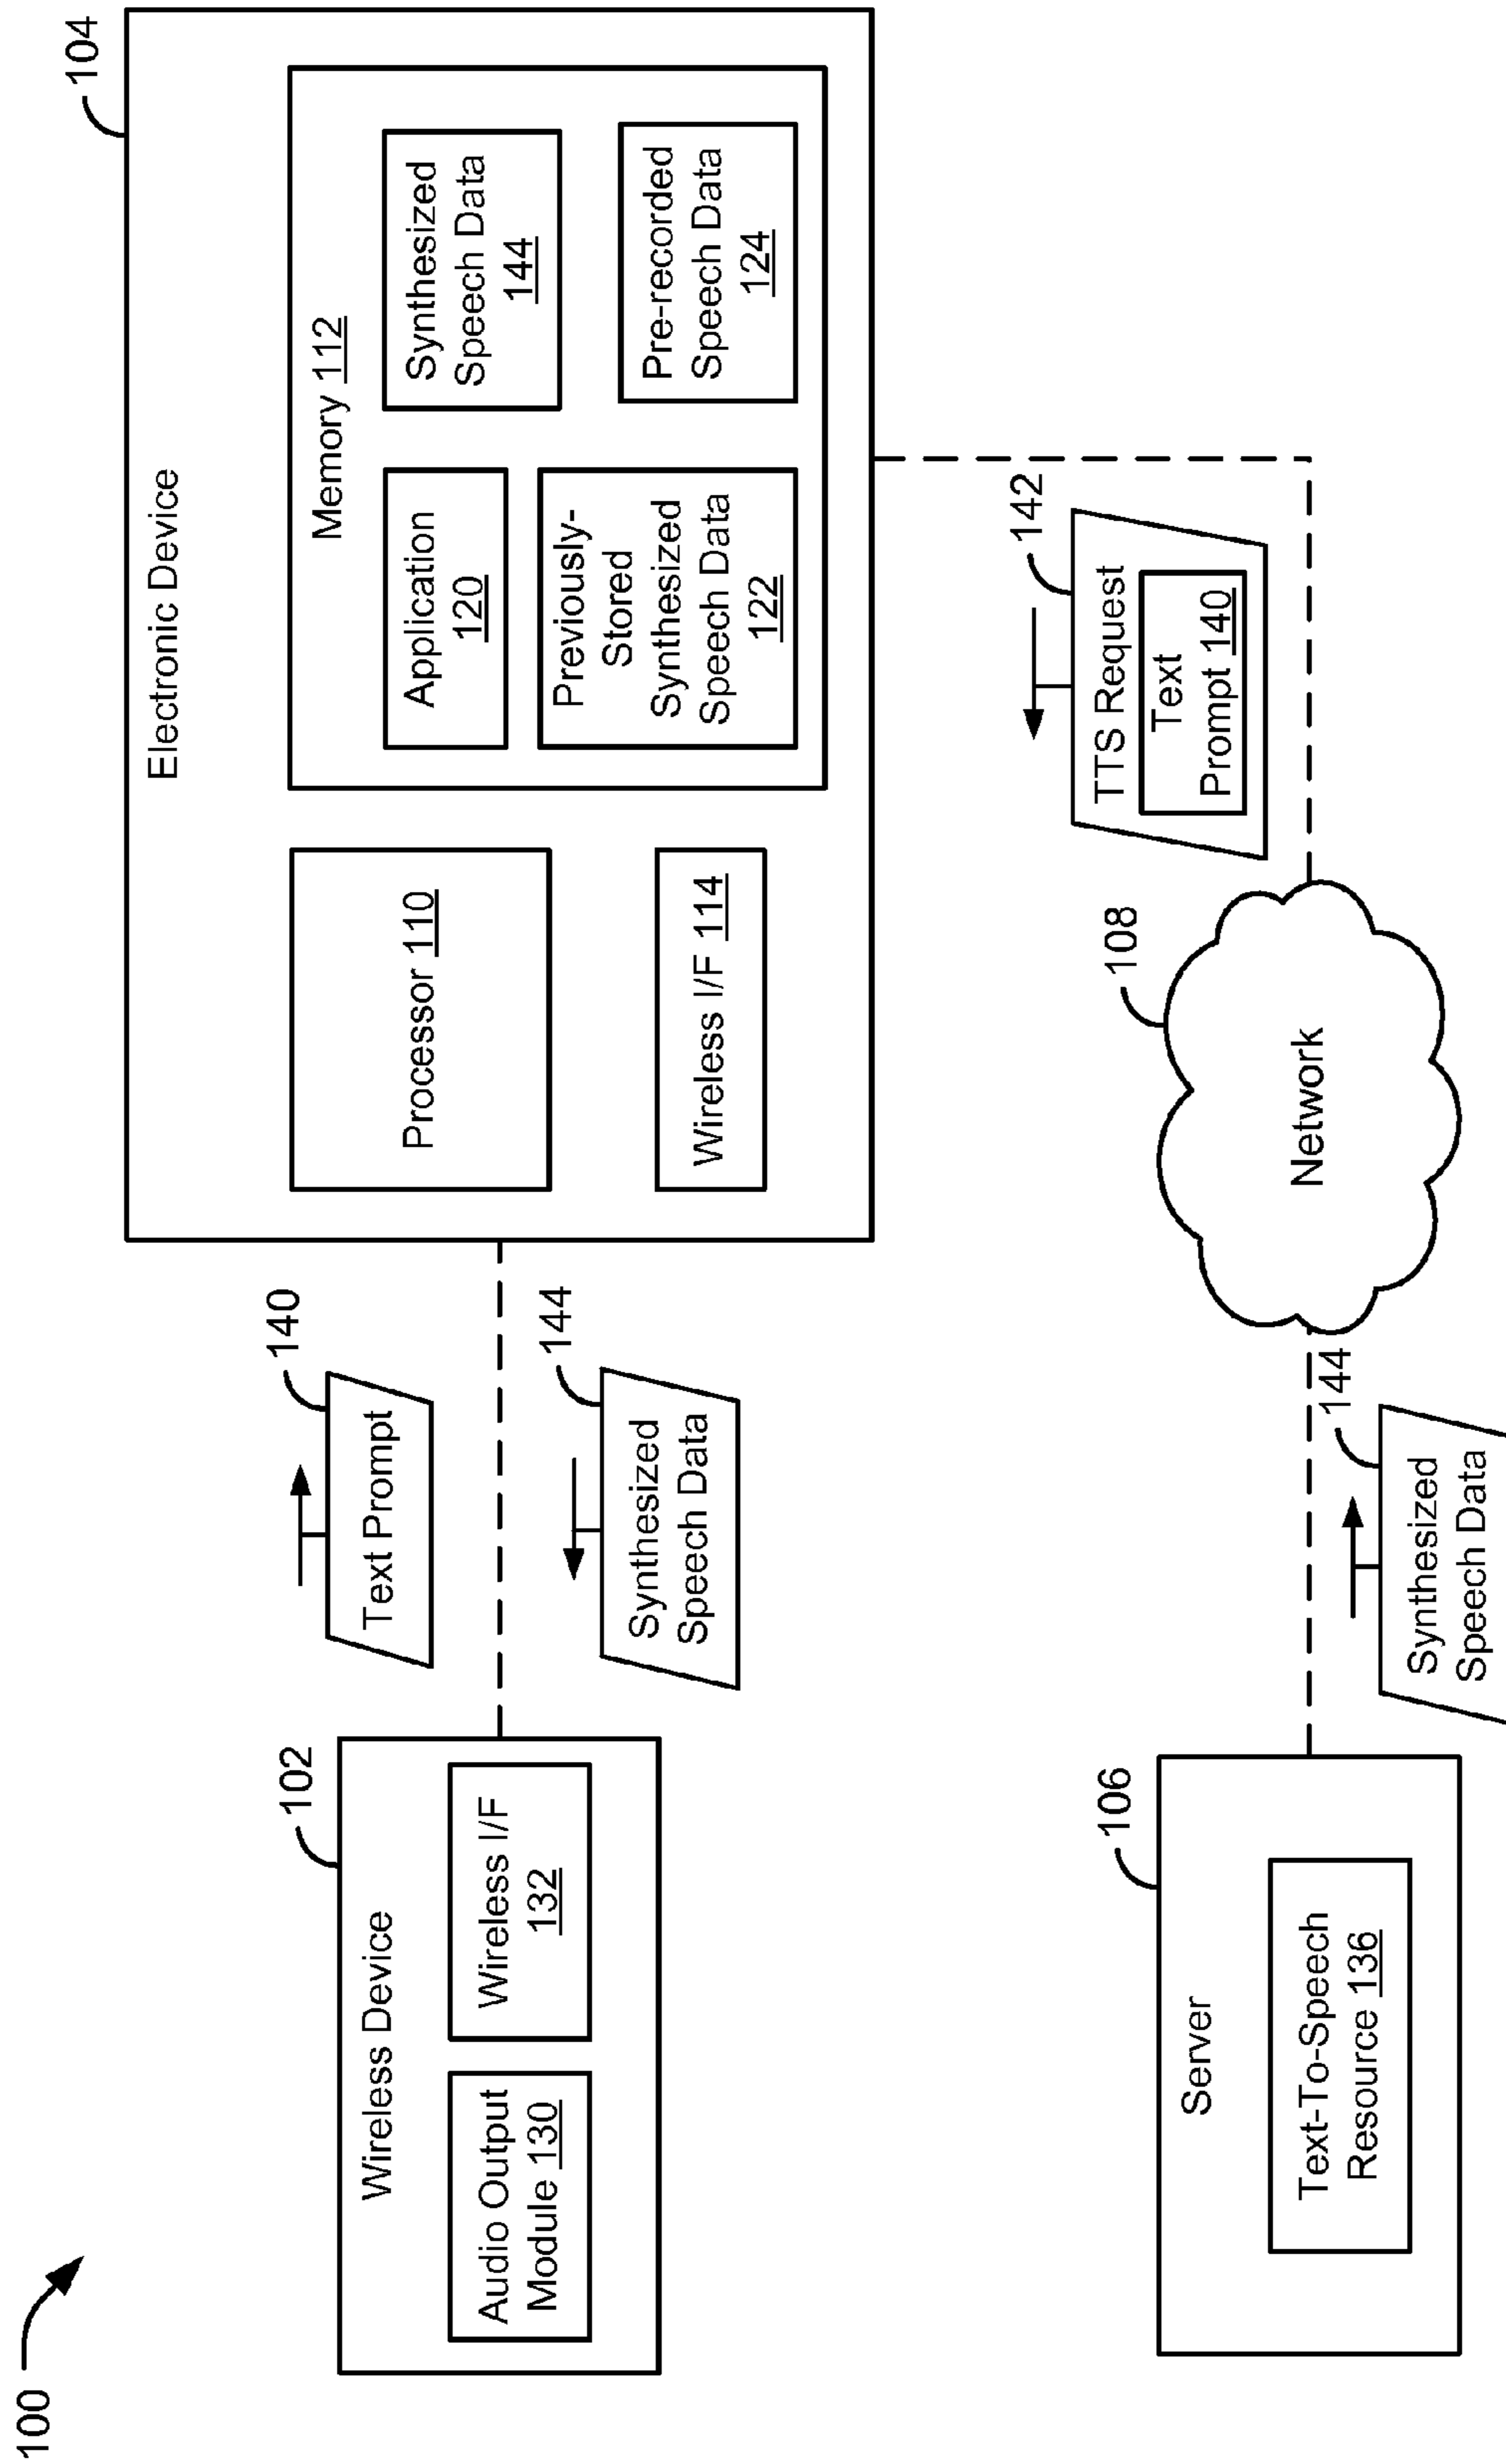 100
104
Electronic Device
Processor 110
Wireless I/F 114
Memory 112
Application
120
Synthesized
Speech Data
144
Previously-
Stored
Synthesized
Speech Data
122
Pre-recorded
Speech Data
124
102
Wireless Device
Audio Output
Module 130
Wireless I/F
132
140
Text Prompt
144
Synthesized
Speech Data
142
TTS Request
Text
Prompt 140
108
Network
106
Server
Text-To-Speech
Resource 136
144
Synthesized
Speech Data